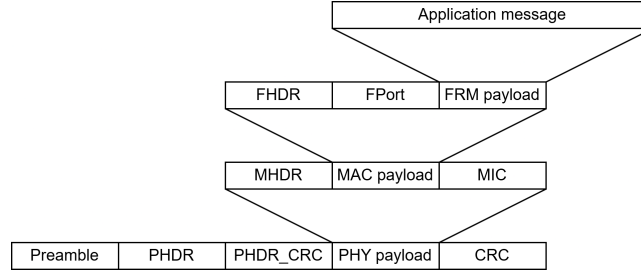 Application message
FHDR FPort FRM payload
MHDR MAC payload MIC
Preamble PHDR PHDR_CRC PHY payload CRC